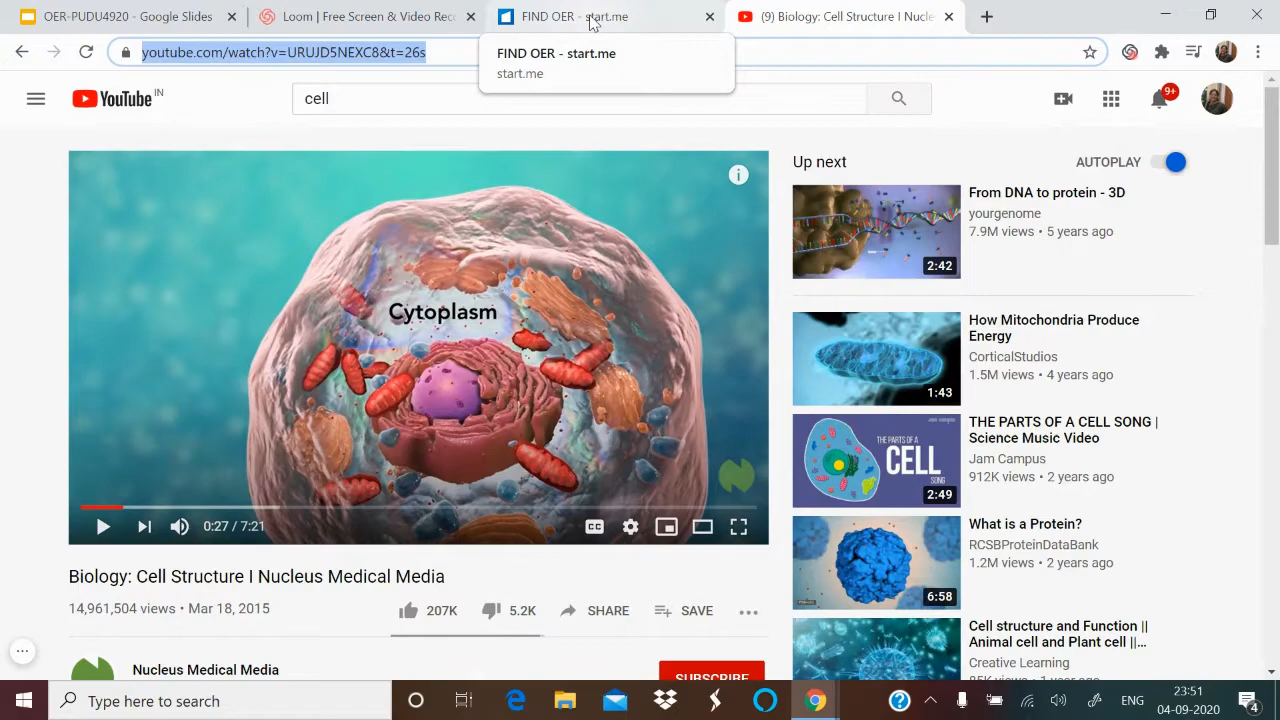 OER-PUDU4920 - Google Slides
Loom | Free Screen & Video Rec
FIND OER - start.me
(9) Biology: Cell Structure I Nucle
youtube.com/watch?v=URUJD5NEXC8&t=26s
FIND OER - start.me
start.me
YouTube IN
cell
9+
Up next
AUTOPLAY
Cytoplasm
0:27 / 7:21
CC
From DNA to protein - 3D
yourgenome
7.9M views • 5 years ago
2:42
How Mitochondria Produce
Energy
CorticalStudios
1.5M views • 4 years ago
1:43
THE PARTS OF A CELL SONG |
Science Music Video
Jam Campus
912K views • 2 years ago
THE PARTS OF A
CELL
SONG
2:49
What is a Protein?
RCSBProteinDataBank
1.2M views • 2 years ago
6:58
Cell structure and Function ||
Animal cell and Plant cell ||...
Creative Learning
85K views • 1 year ago
Biology: Cell Structure I Nucleus Medical Media
14,961,504 views • Mar 18, 2015
207K
5.2K
SHARE
SAVE
Nucleus Medical Media
SUBSCRIBE
Type here to search
ENG
23:51
04-09-2020
4